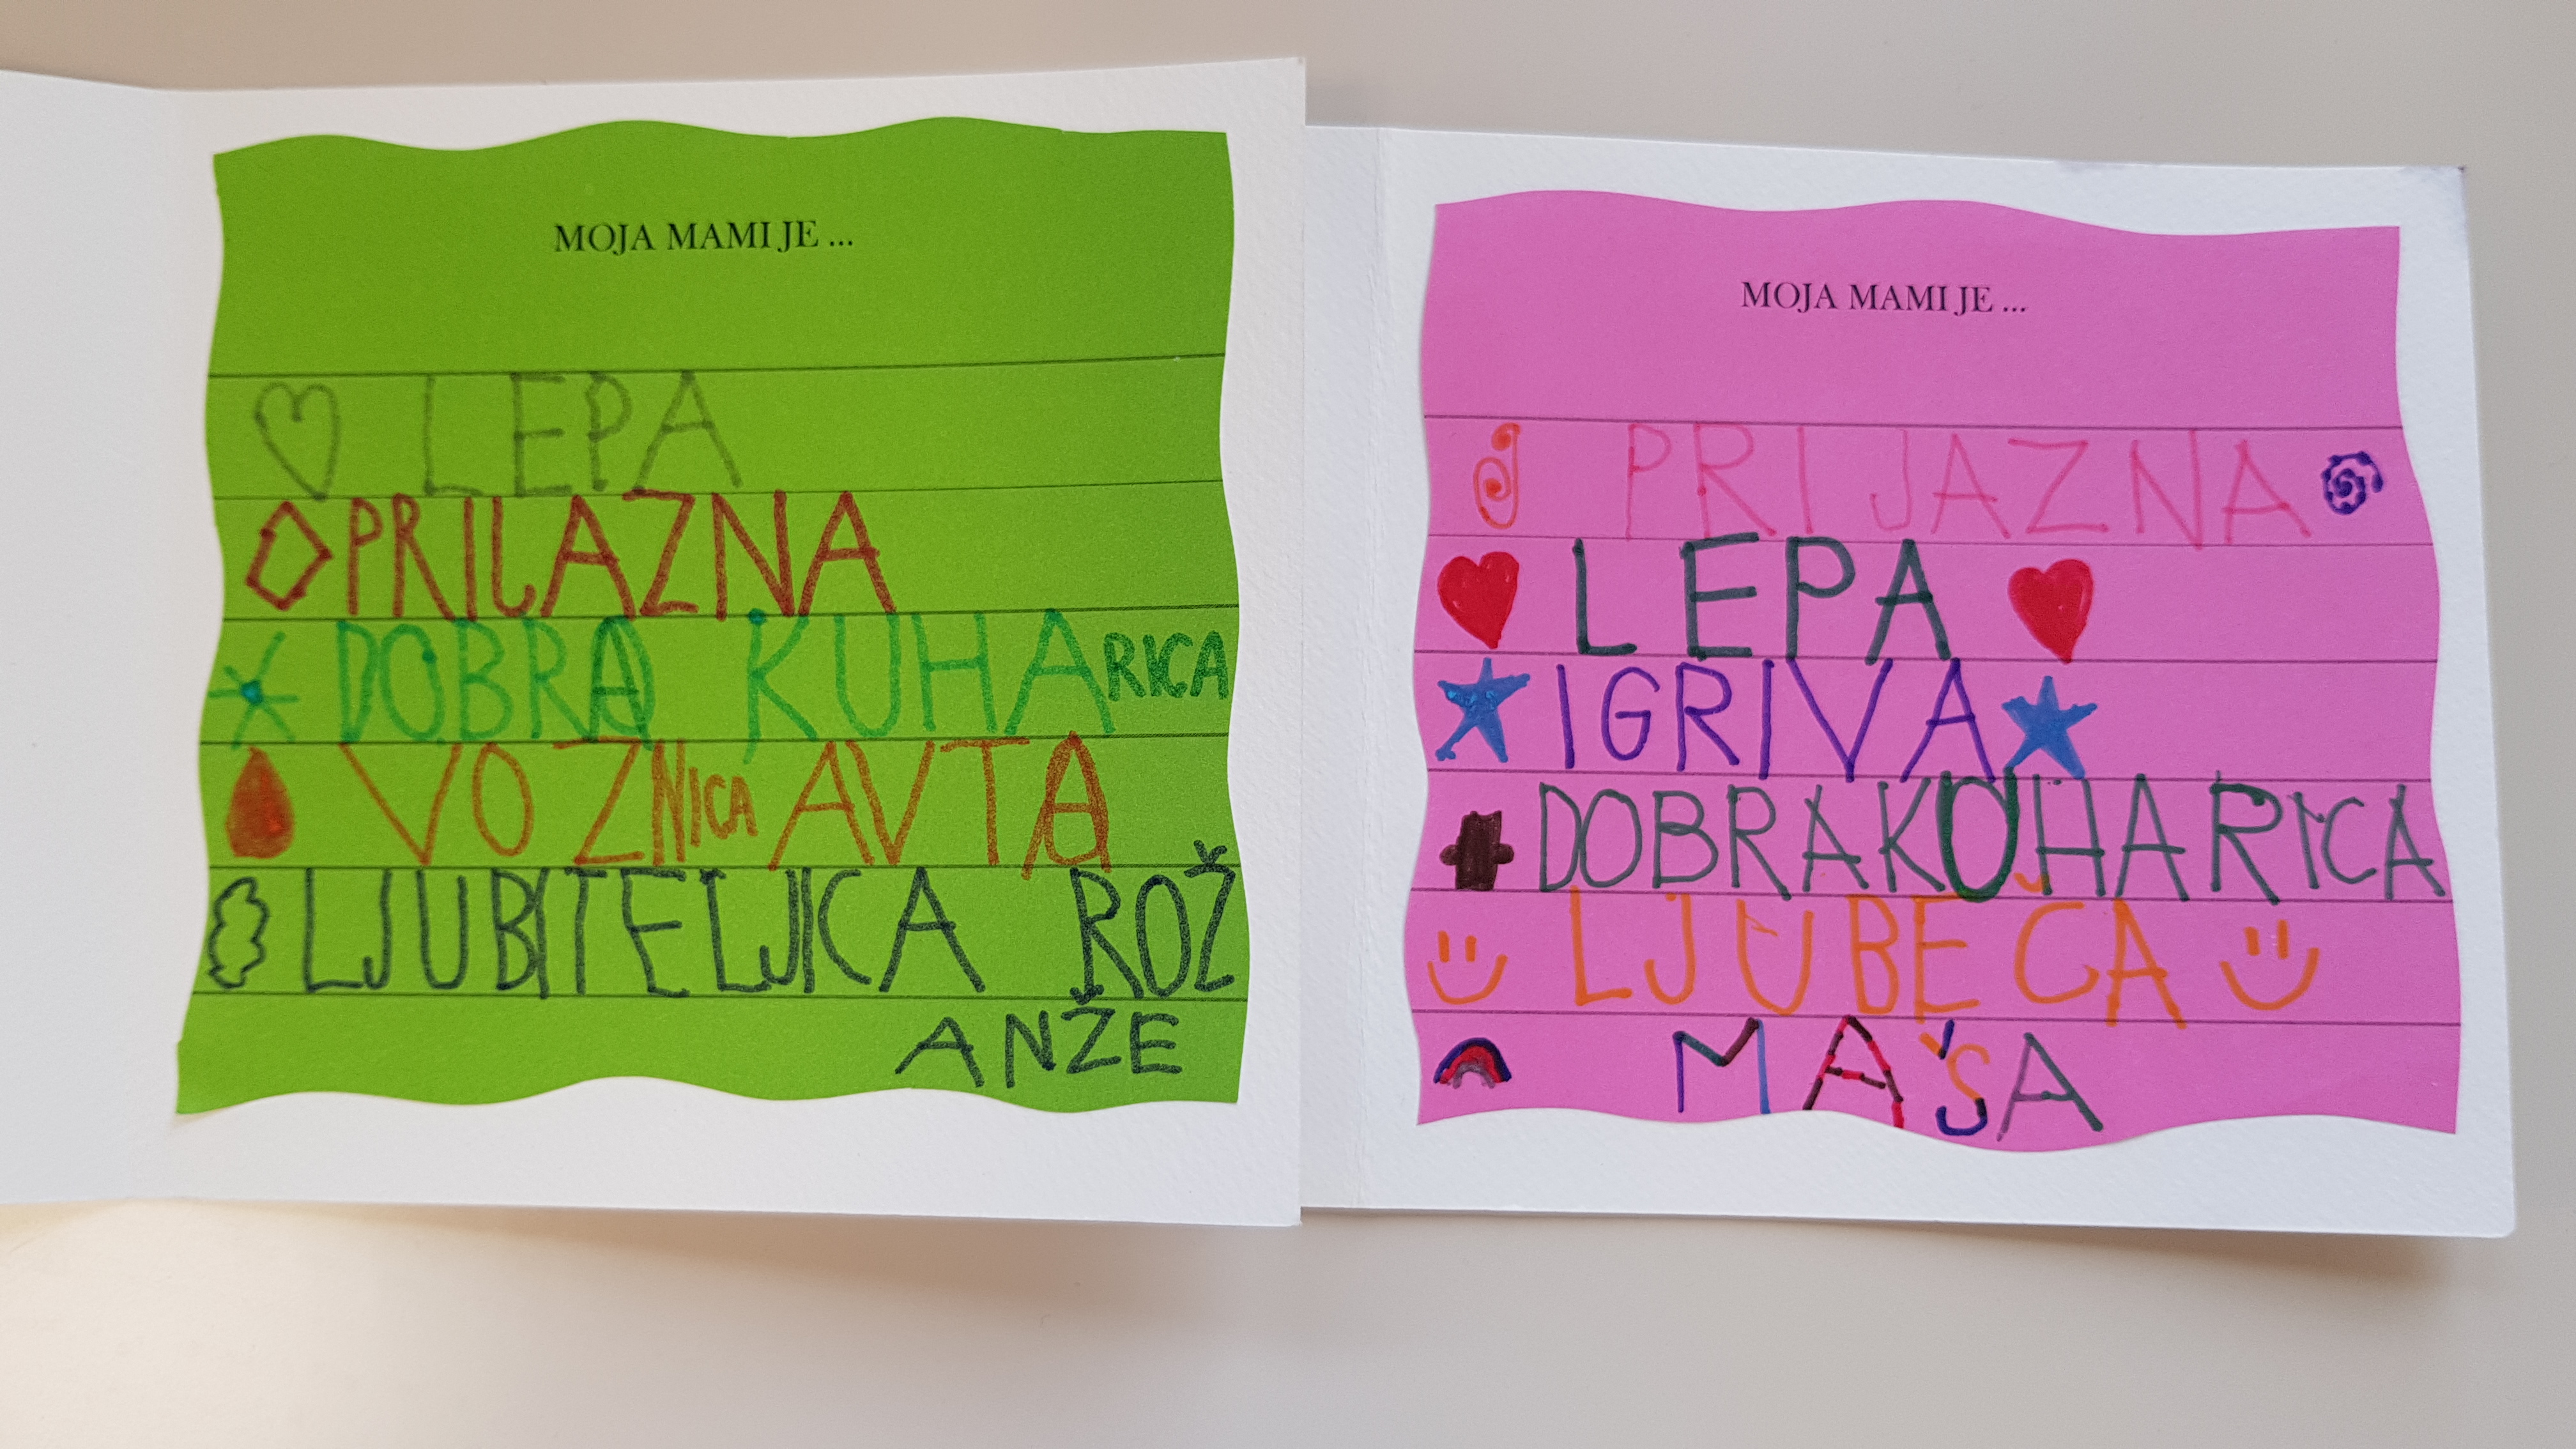 MOJA MAMI JE ...
LEPA
PRIJAZNA
DOBRA KUHARICA
VOZNICA AVTA
LJUBITELJICA ROŽ
ANŽE
MOJA MAMI JE ...
PRIJAZNA
LEPA
IGRIVA
DOBRA KUHARICA
LJUBEČA
MAŠA